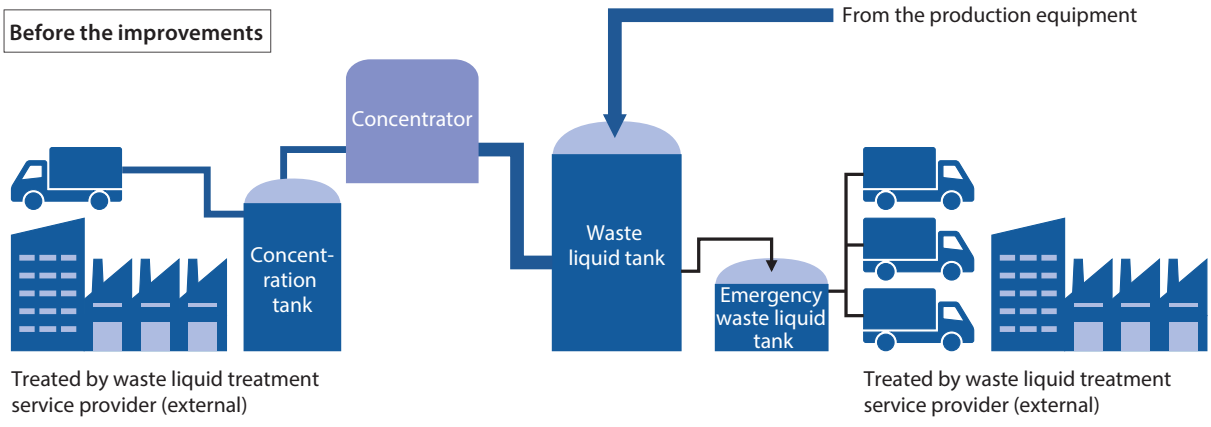 Before the improvements
From the production equipment
Concentrator
Concent-
ration
tank
Waste
liquid tank
Emergency
waste liquid
tank
Treated by waste liquid treatment
service provider (external)
Treated by waste liquid treatment
service provider (external)